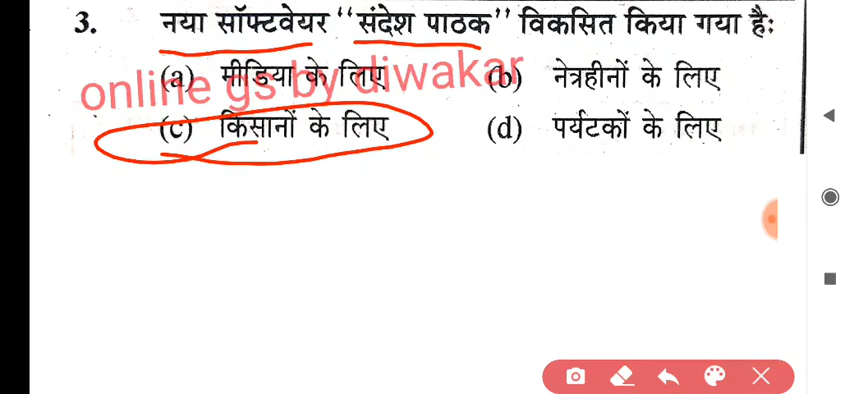 3. नया सॉफ्टवेयर “संदेश पाठक” विकसित किया गया है:
(a) मीडिया के लिए (b) नेत्रहीनों के लिए
online gs by diwakar
(c) किसानों के लिए (d) पर्यटकों के लिए